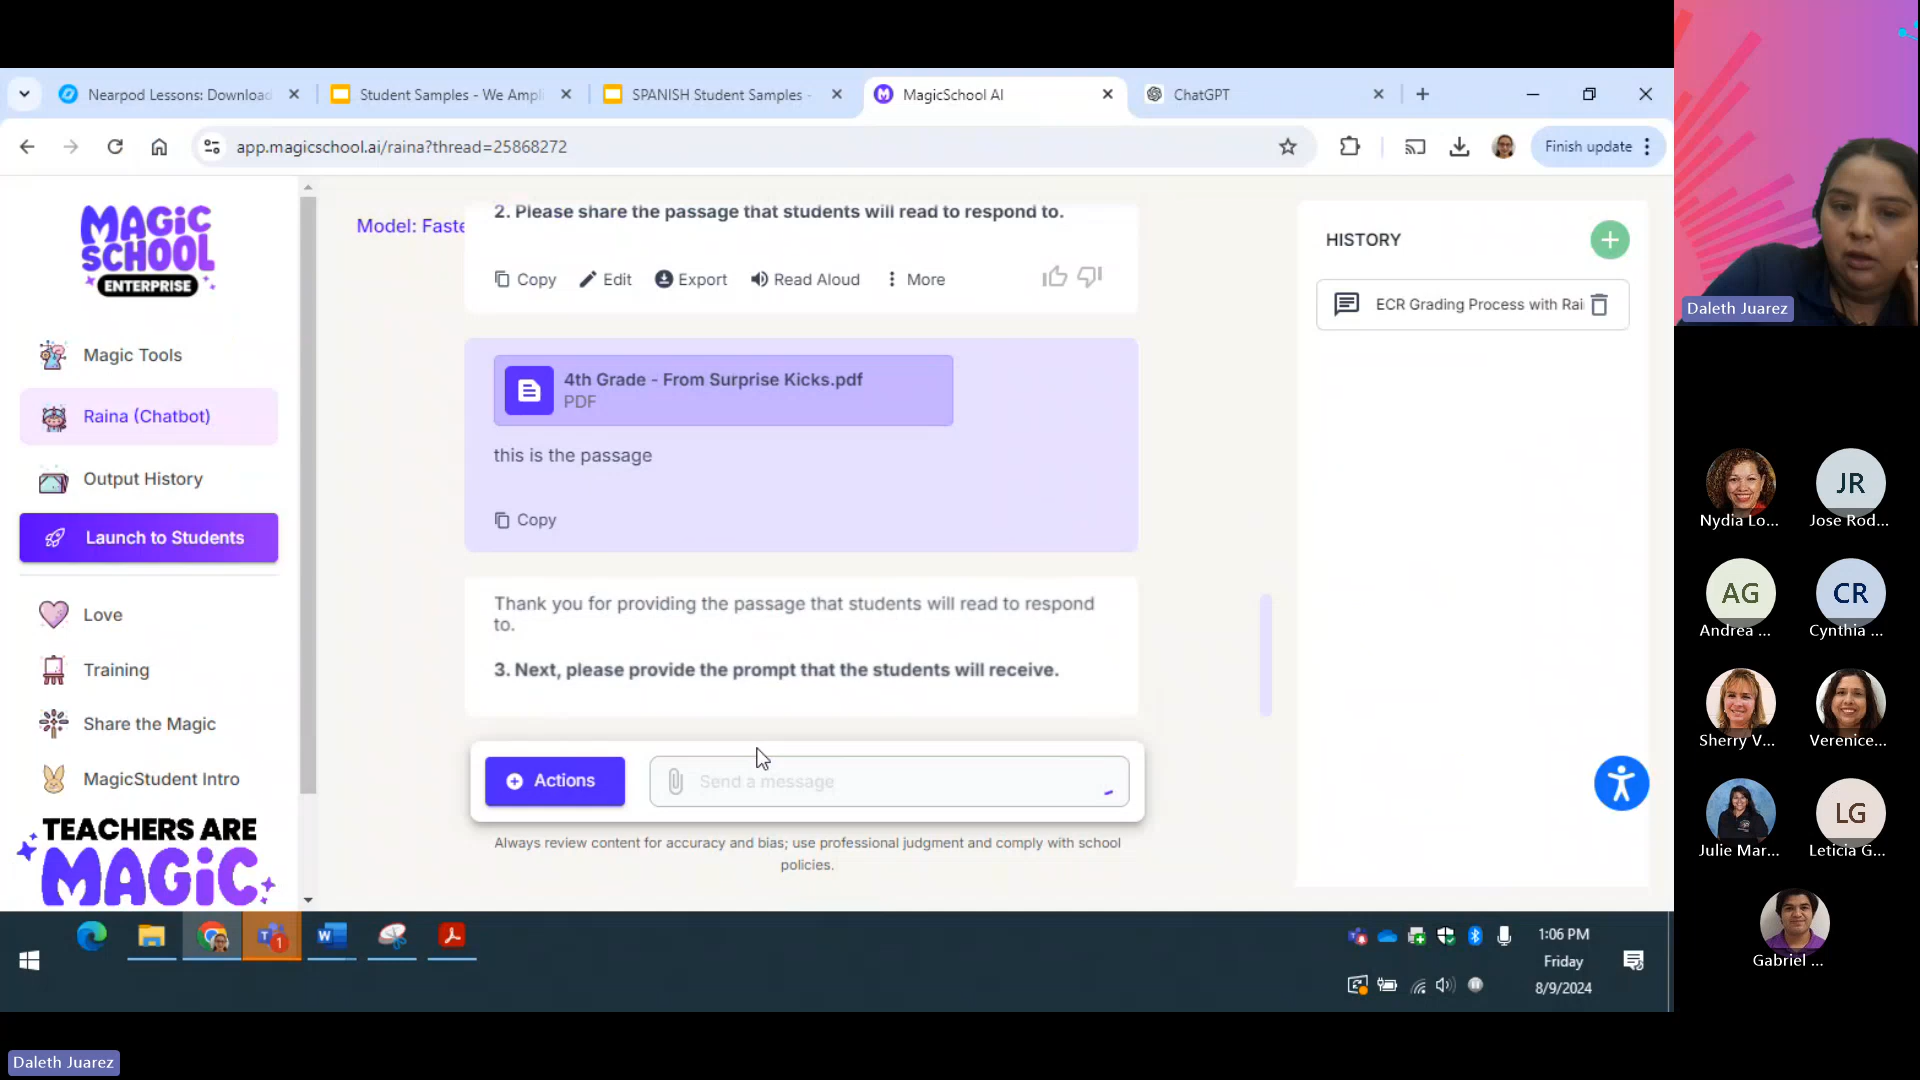 Nearpod Lessons: Download
Student Samples - We Ampl
SPANISH Student Samples -
MagicSchool AI
ChatGPT
app.magicschool.ai/raina?thread=25868272
Finish update
MAGIC
SCHOOL
ENTERPRISE
Magic Tools
Raina (Chatbot)
Output History
Launch to Students
Love
Training
Share the Magic
MagicStudent Intro
TEACHERS ARE
MAGIC
Model: Faste
2. Please share the passage that students will read to respond to.
Copy
Edit
Export
Read Aloud
More
4th Grade - From Surprise Kicks.pdf
PDF
this is the passage
Copy
Thank you for providing the passage that students will read to respond
to.
3. Next, please provide the prompt that the students will receive.
Actions
Send a message
Always review content for accuracy and bias; use professional judgment and comply with school
policies.
HISTORY
ECR Grading Process with Rai
1:06 PM
Friday
8/9/2024
Daleth Juarez
JR
Nydia Lo...
Jose Rod...
AG
CR
Andrea ...
Cynthia ...
Sherry V...
Verenice...
LG
Julie Mar...
Leticia G...
Gabriel ...
Daleth Juarez